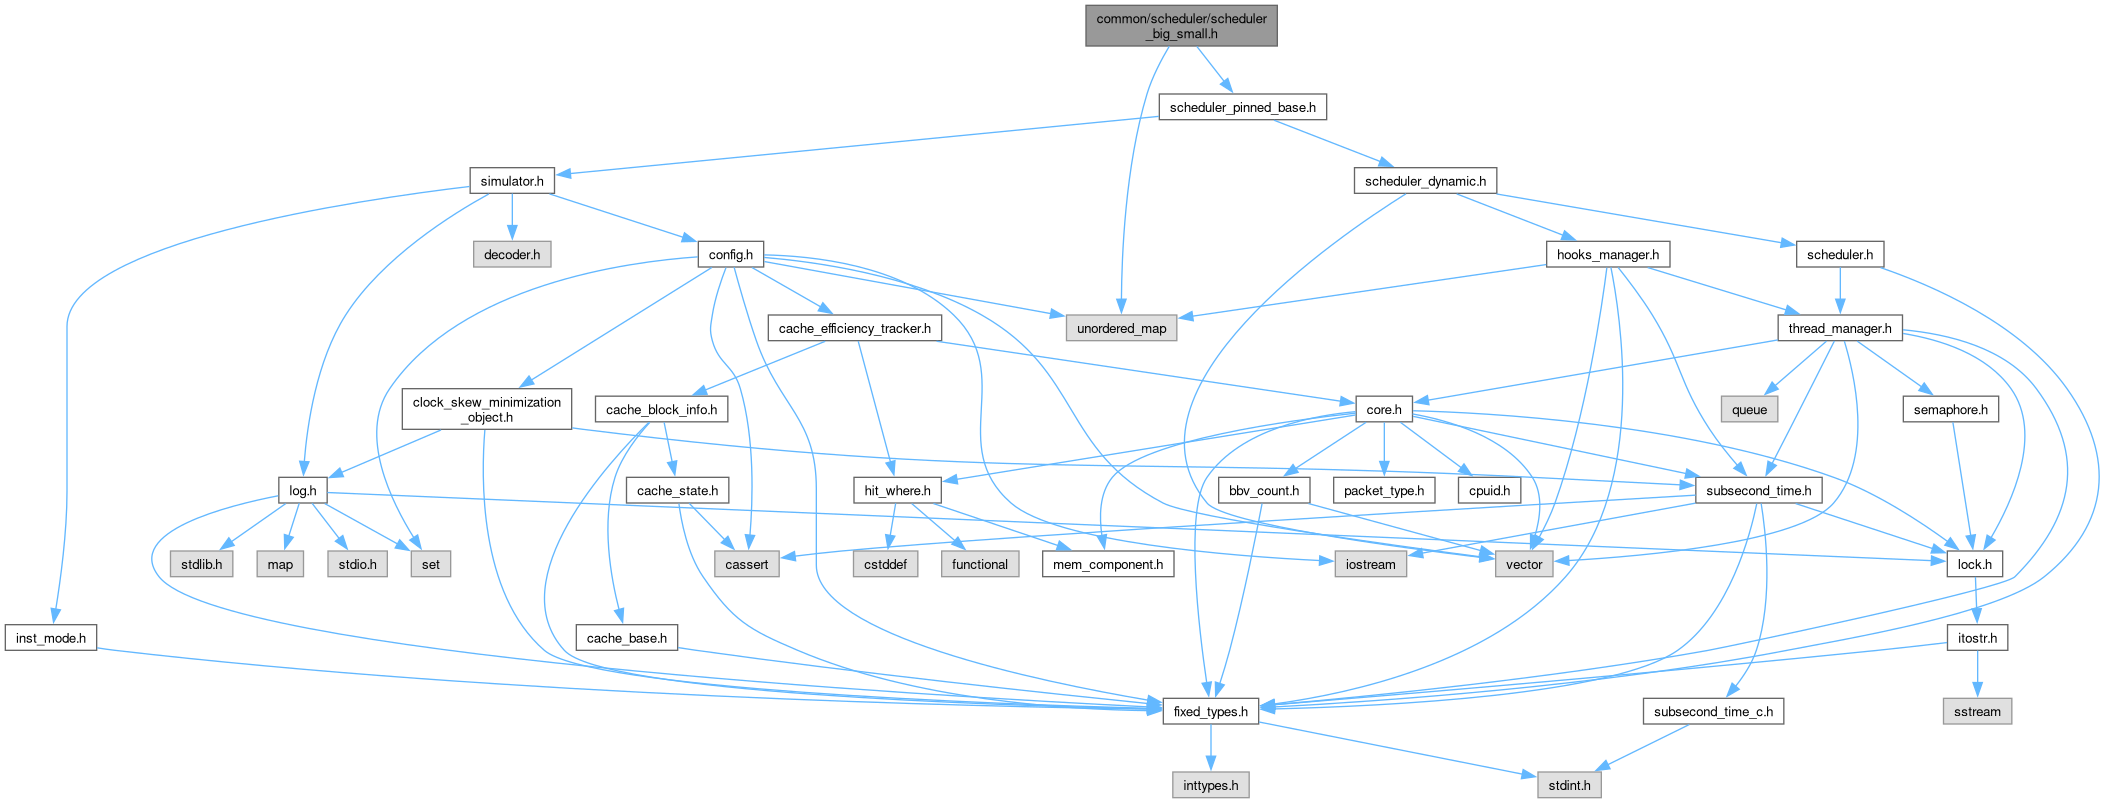 common/scheduler/scheduler
_big_small.h
scheduler_pinned_base.h
simulator.h
scheduler_dynamic.h
decoder.h
config.h
hooks_manager.h
scheduler.h
cache_efficiency_tracker.h
unordered_map
thread_manager.h
clock_skew_minimization
_object.h
cache_block_info.h
core.h
queue
semaphore.h
log.h
cache_state.h
hit_where.h
bbv_count.h
packet_type.h
cpuid.h
subsecond_time.h
stdlib.h
map
stdio.h
set
cassert
cstddef
functional
mem_component.h
iostream
vector
lock.h
inst_mode.h
cache_base.h
itostr.h
fixed_types.h
subsecond_time_c.h
sstream
inttypes.h
stdint.h